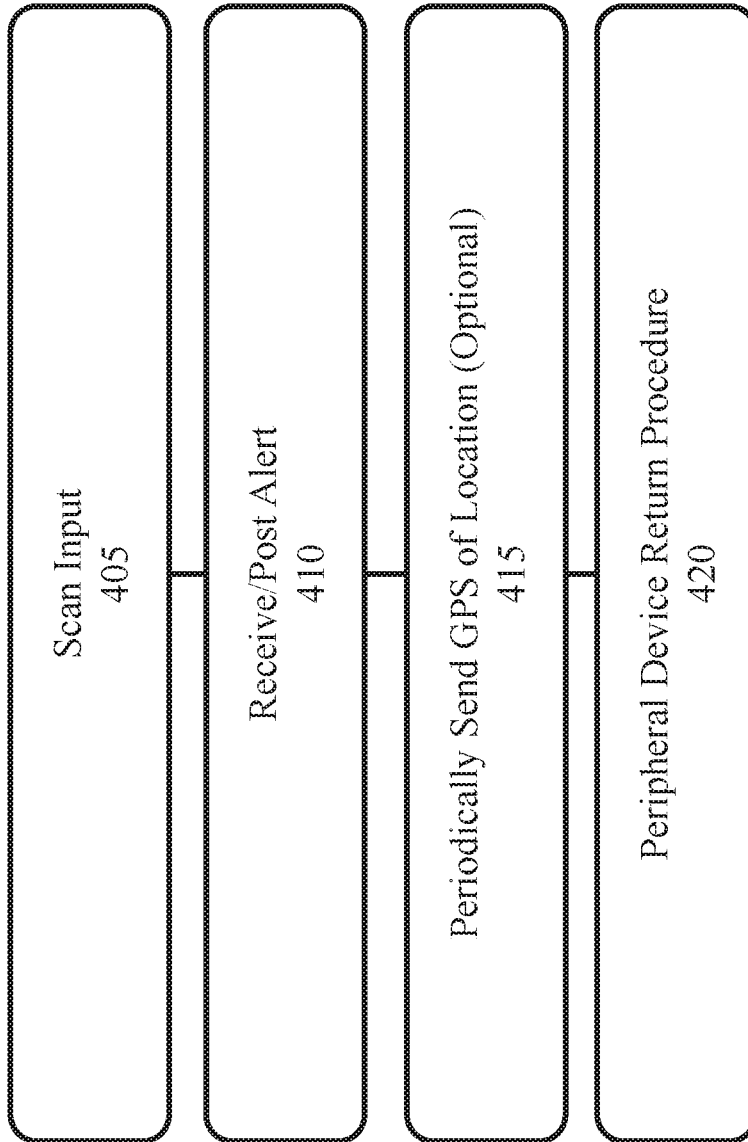 Scan Input
405
Receive/Post Alert
410
Periodically Send GPS of Location (Optional)
415
Peripheral Device Return Procedure
420